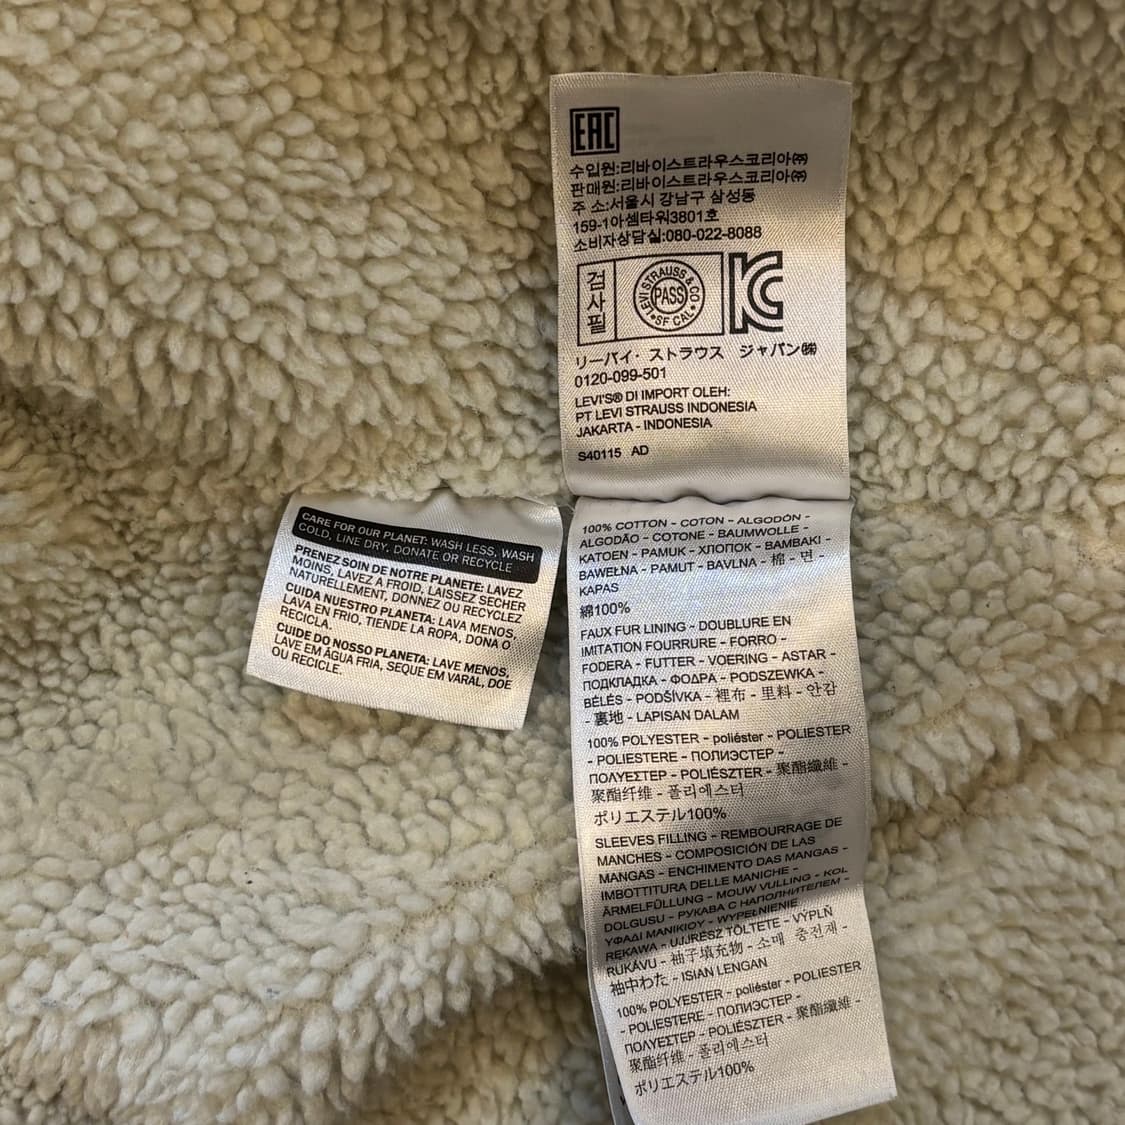 EAC
수입원:리바이스트라우스코리아㈜
판매원:리바이스트라우스코리아㈜
주 소:서울시 강남구 삼성동
159-1아셈타워3801호
소비자상담실:080-022-8088
검사필
LEVI STRAUSS & CO
PASS
SF CAL
KC
リーバイ・ストラウス ジャパン㈱
0120-099-501
LEVI'S® DI IMPORT OLEH:
PT LEVI STRAUSS INDONESIA
JAKARTA - INDONESIA
S40115 AD
CARE FOR OUR PLANET: WASH LESS, WASH
COLD, LINE DRY, DONATE OR RECYCLE
PRENEZ SOIN DE NOTRE PLANETE: LAVEZ
MOINS, LAVEZ A FROID, LAISSEZ SECHER
NATURELLEMENT, DONNEZ OU RECYCLEZ
CUIDA NUESTRO PLANETA: LAVA MENOS,
LAVA EN FRIO, TIENDE LA ROPA, DONA O
RECICLA.
CUIDE DO NOSSO PLANETA: LAVE MENOS,
LAVE EM ÁGUA FRIA, SEQUE EM VARAL, DOE
OU RECICLE.
100% COTTON - COTON - ALGODÓN -
ALGODÃO - COTONE - BAUMWOLLE -
KATOEN - PAMUK - ХЛОПОК - BAMBAKI -
BAWEŁNA - PAMUT - BAVLNA - 棉 - 면 -
KAPAS
綿100%
FAUX FUR LINING - DOUBLURE EN
IMITATION FOURRURE - FORRO -
FODERA - FUTTER - VOERING - ASTAR -
ПОДКЛАДКА - ΦΟΔΡΑ - PODSZEWKA -
BÉLÉS - PODŠÍVKA - 裡布 - 里料 - 안감
- 裏地 - LAPISAN DALAM
100% POLYESTER - poliéster - POLIESTER
- POLIESTERE - ПОЛИЭСТЕР -
ΠΟΛΥΕΣΤΕΡ - POLIÉSZTER - 聚酯纖維 -
聚酯纤维 - 폴리에스터
ポリエステル100%
SLEEVES FILLING - REMBOURRAGE DE
MANCHES - COMPOSICIÓN DE LAS
MANGAS - ENCHIMENTO DAS MANGAS -
IMBOTTITURA DELLE MANICHE -
ÄRMELFÜLLUNG - MOUW VULLING - KOL
DOLGUSU - РУКАВА С НАПОЛНИТЕЛЕМ -
ΥΦΑΔΙ ΜΑΝΙΚΙΟΥ - WYPEŁNIENIE
RĘKAWA - UJJRÉSZ TÖLTETE - VÝPLŇ
RUKÁVU - 袖子填充物 - 소매 충전재 -
袖中わた - ISIAN LENGAN
100% POLYESTER - poliéster - POLIESTER
- POLIESTERE - ПОЛИЭСТЕР -
ΠΟΛΥΕΣΤΕΡ - POLIÉSZTER - 聚酯纖維 -
聚酯纤维 - 폴리에스터
ポリエステル100%